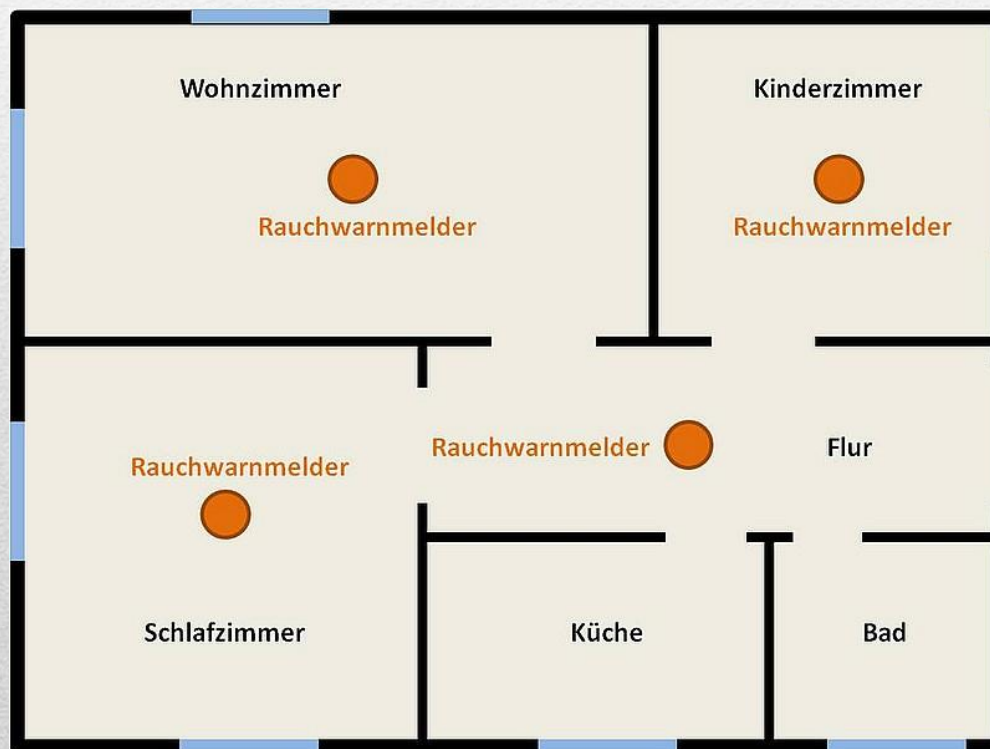 Wohnzimmer
Kinderzimmer
Rauchwarnmelder
Rauchwarnmelder
Rauchwarnmelder
Flur
Rauchwarnmelder
Schlafzimmer
Küche
Bad